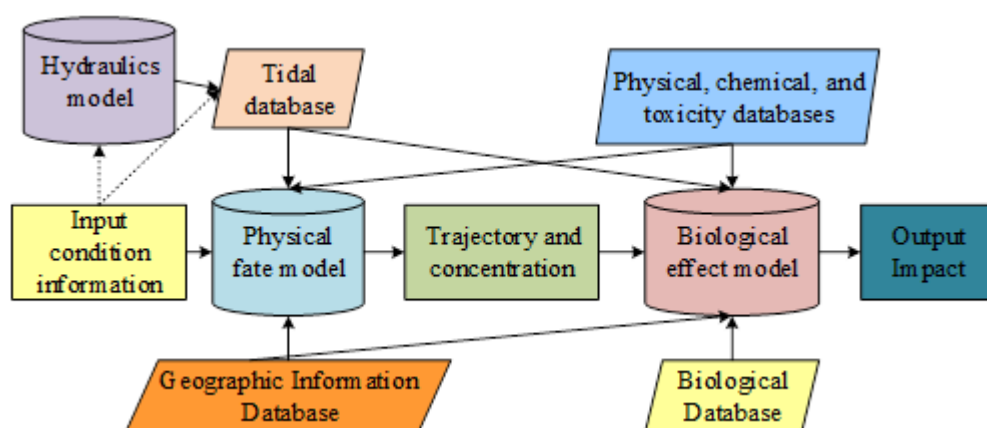 Hydraulics
model
Tidal
database
Physical, chemical, and
toxicity databases
Input
condition
information
Physical
fate model
Trajectory and
concentration
Biological
effect model
Output
Impact
Geographic Information
Database
Biological
Database